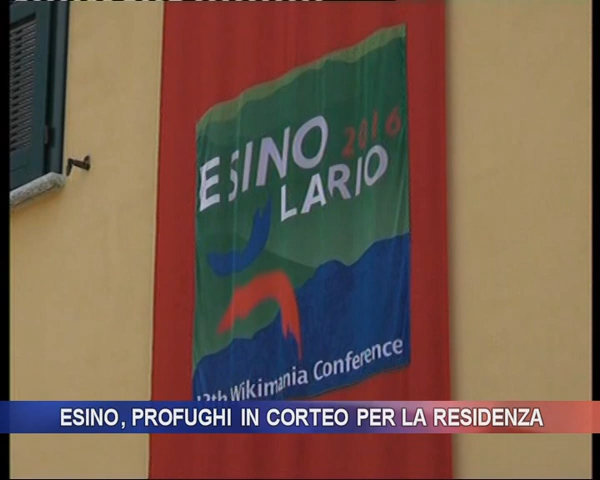 ESINO 2016
LARIO
12th Wikimania Conference
ESINO, PROFUGHI IN CORTEO PER LA RESIDENZA